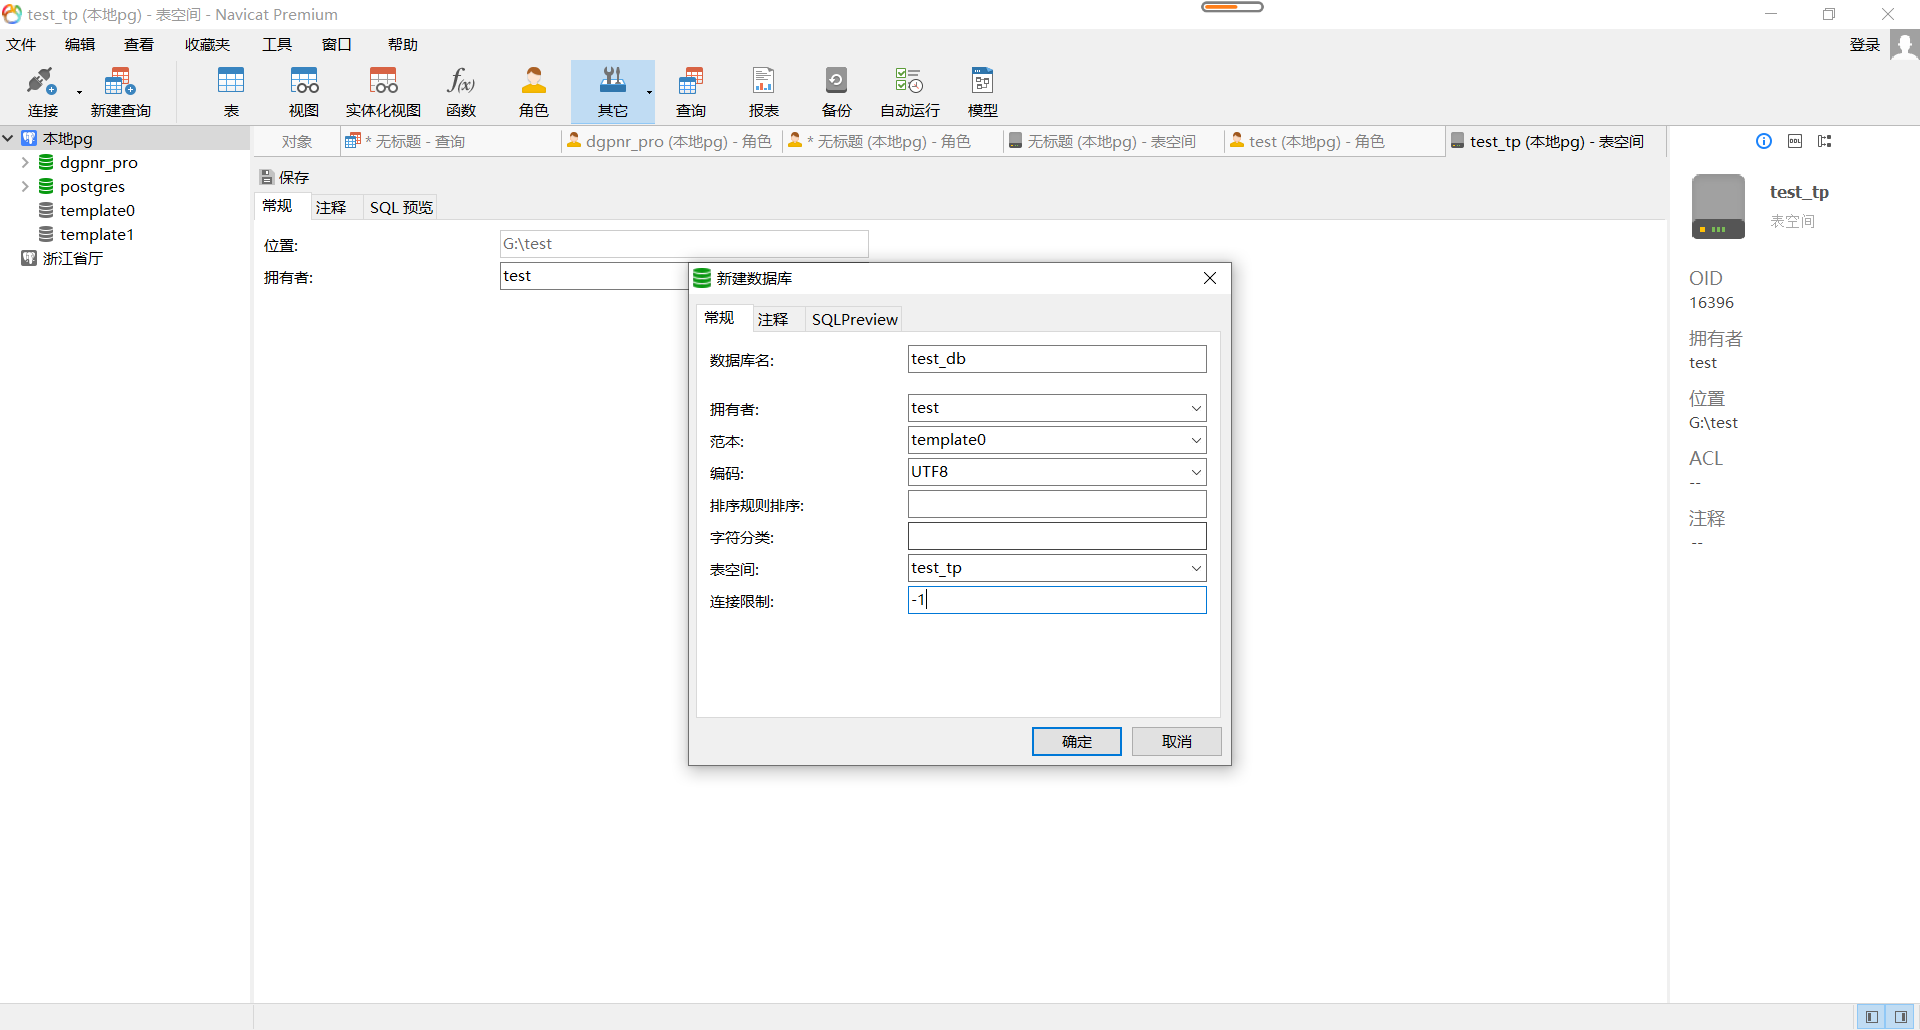 test_tp (本地pg) - 表空间 - Navicat Premium
文件 编辑 查看 收藏夹 工具 窗口 帮助 登录
f(x)
连接 新建查询 表 视图 实体化视图 函数 角色 其它 查询 报表 备份 自动运行 模型
本地pg
dgpnr_pro
postgres
template0
template1
浙江省厅
对象 * 无标题 - 查询 dgpnr_pro (本地pg) - 角色 * 无标题 (本地pg) - 角色 无标题 (本地pg) - 表空间 test (本地pg) - 角色 test_tp (本地pg) - 表空间
保存
常规 注释 SQL 预览
位置: G:\test
拥有者: test
新建数据库
常规 注释 SQLPreview
数据库名: test_db
拥有者: test
范本: template0
编码: UTF8
排序规则排序:
字符分类:
表空间: test_tp
连接限制: -1
确定 取消
DDL
test_tp
表空间
OID
16396
拥有者
test
位置
G:\test
ACL
--
注释
--